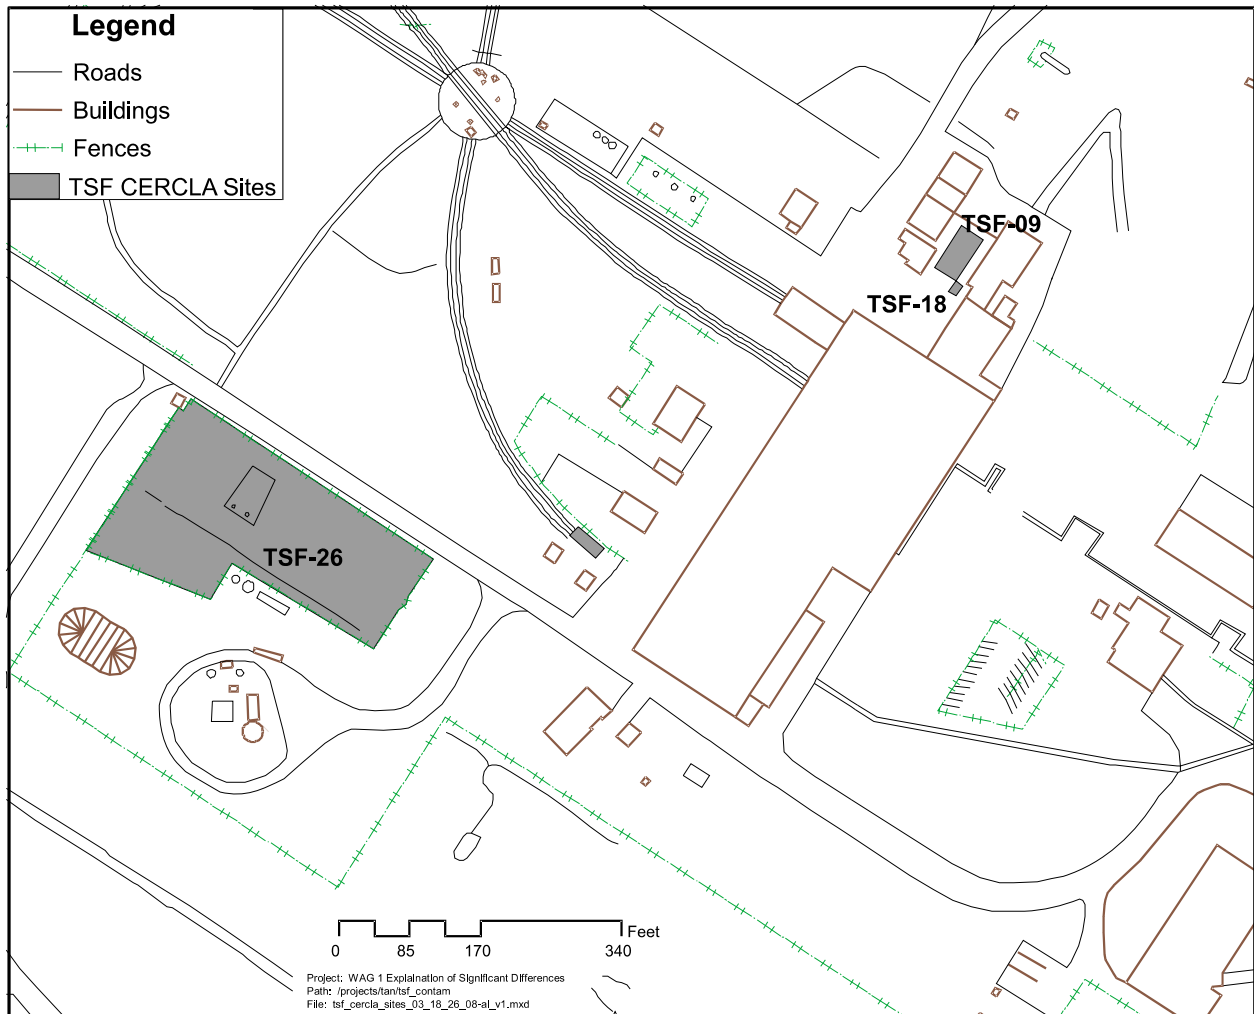 Legend
Roads
Buildings
Fences
TSF CERCLA Sites
TSF-09
TSF-18
TSF-26
Feet
0 85 170 340
Project: WAG 1 Explaination of Significant Differences
Path: /projects/tan/tsf_contam
File: tsf_cercla_sites_03_18_26_08-al_v1.mxd